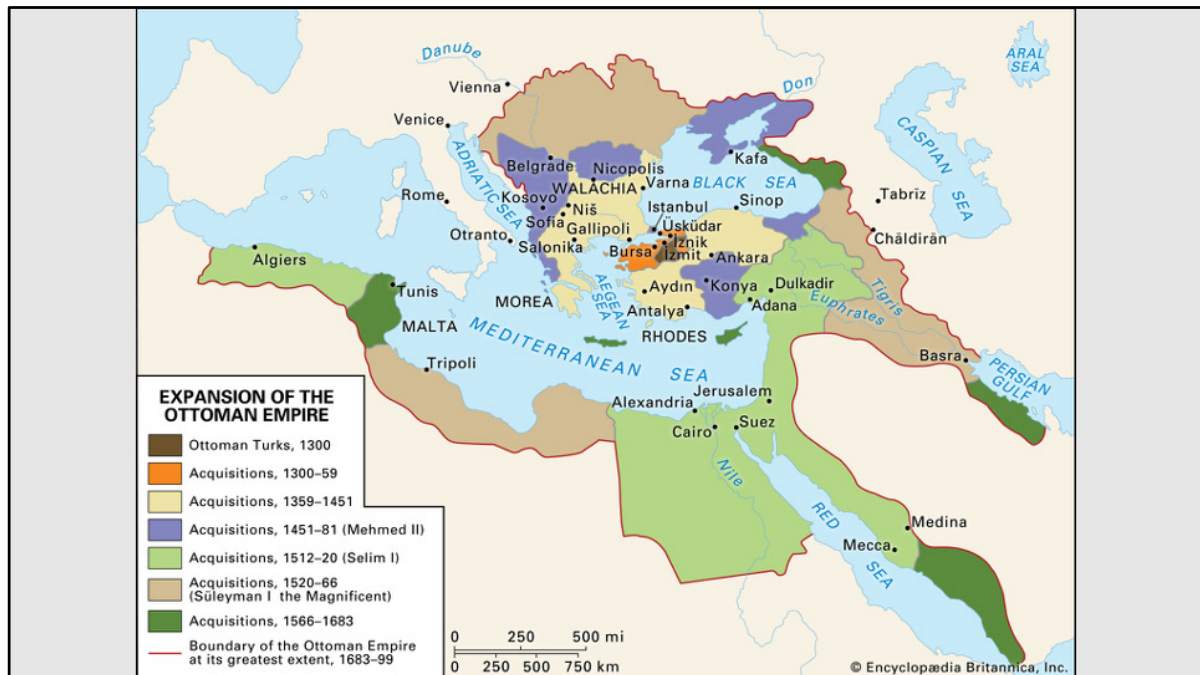 Danube
Vienna
Venice
ADRIATIC SEA
Rome
Otranto
Belgrade
Nicopolis
WALACHIA
Varna
Kosovo
Niš
Sofia
Gallipoli
Salonika
Istanbul
Üsküdar
İznik
İzmit
Bursa
Ankara
Sinop
BLACK SEA
Kafa
Don
ARAL
SEA
CASPIAN
SEA
Tabrīz
Chāldirān
Algiers
Tunis
MALTA
Tripoli
MOREA
AEGEAN
SEA
Aydın
Antalya
Konya
Adana
Dulkadir
Euphrates
Tigris
RHODES
MEDITERRANEAN SEA
Basra
PERSIAN
GULF
Alexandria
Jerusalem
Cairo
Suez
Nile
RED
SEA
Medina
Mecca
EXPANSION OF THE
OTTOMAN EMPIRE
Ottoman Turks, 1300
Acquisitions, 1300–59
Acquisitions, 1359–1451
Acquisitions, 1451–81 (Mehmed II)
Acquisitions, 1512–20 (Selim I)
Acquisitions, 1520–66
(Süleyman I the Magnificent)
Acquisitions, 1566–1683
Boundary of the Ottoman Empire
at its greatest extent, 1683–99
0 250 500 mi
0 250 500 750 km
© Encyclopædia Britannica, Inc.